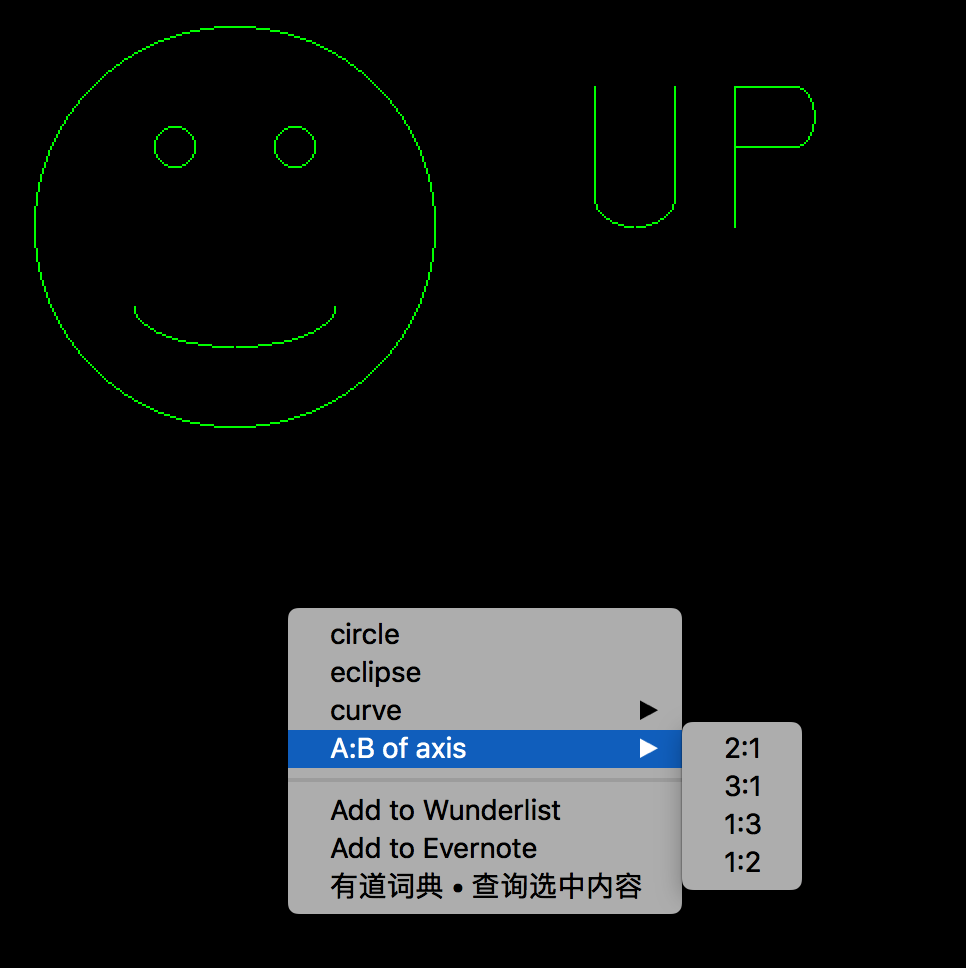 UP
circle
eclipse
curve
A:B of axis
2:1
3:1
1:3
1:2
Add to Wunderlist
Add to Evernote
有道词典 • 查询选中内容